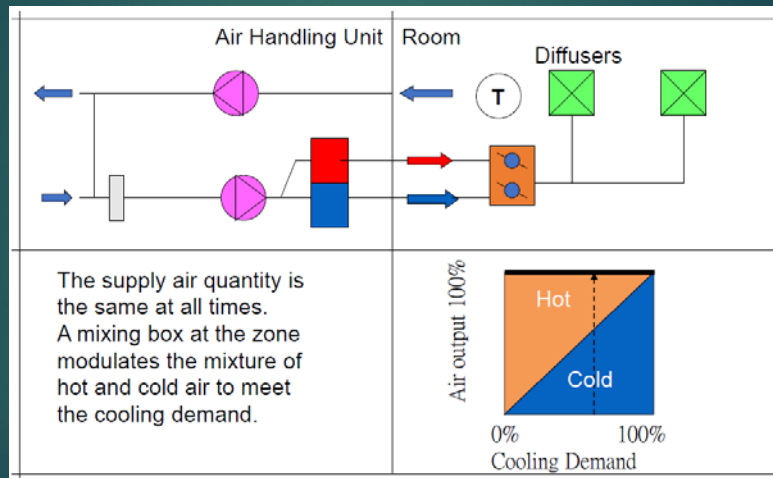 Air Handling Unit
Room
Diffusers
T
The supply air quantity is
the same at all times.
A mixing box at the zone
modulates the mixture of
hot and cold air to meet
the cooling demand.
Air output 100%
Hot
Cold
0%
100%
Cooling Demand